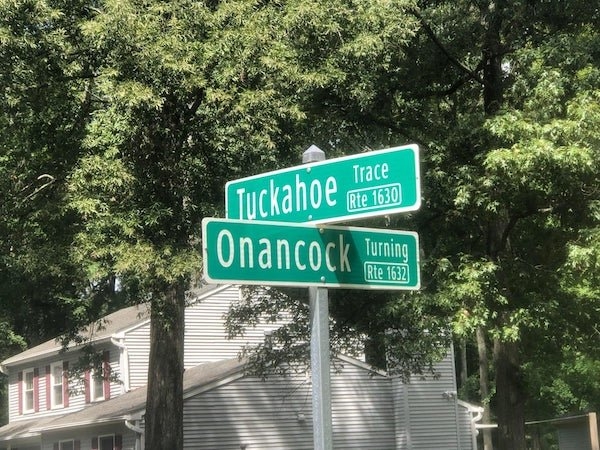 Tuckahoe Trace
Rte 1630
Onancock Turning
Rte 1632